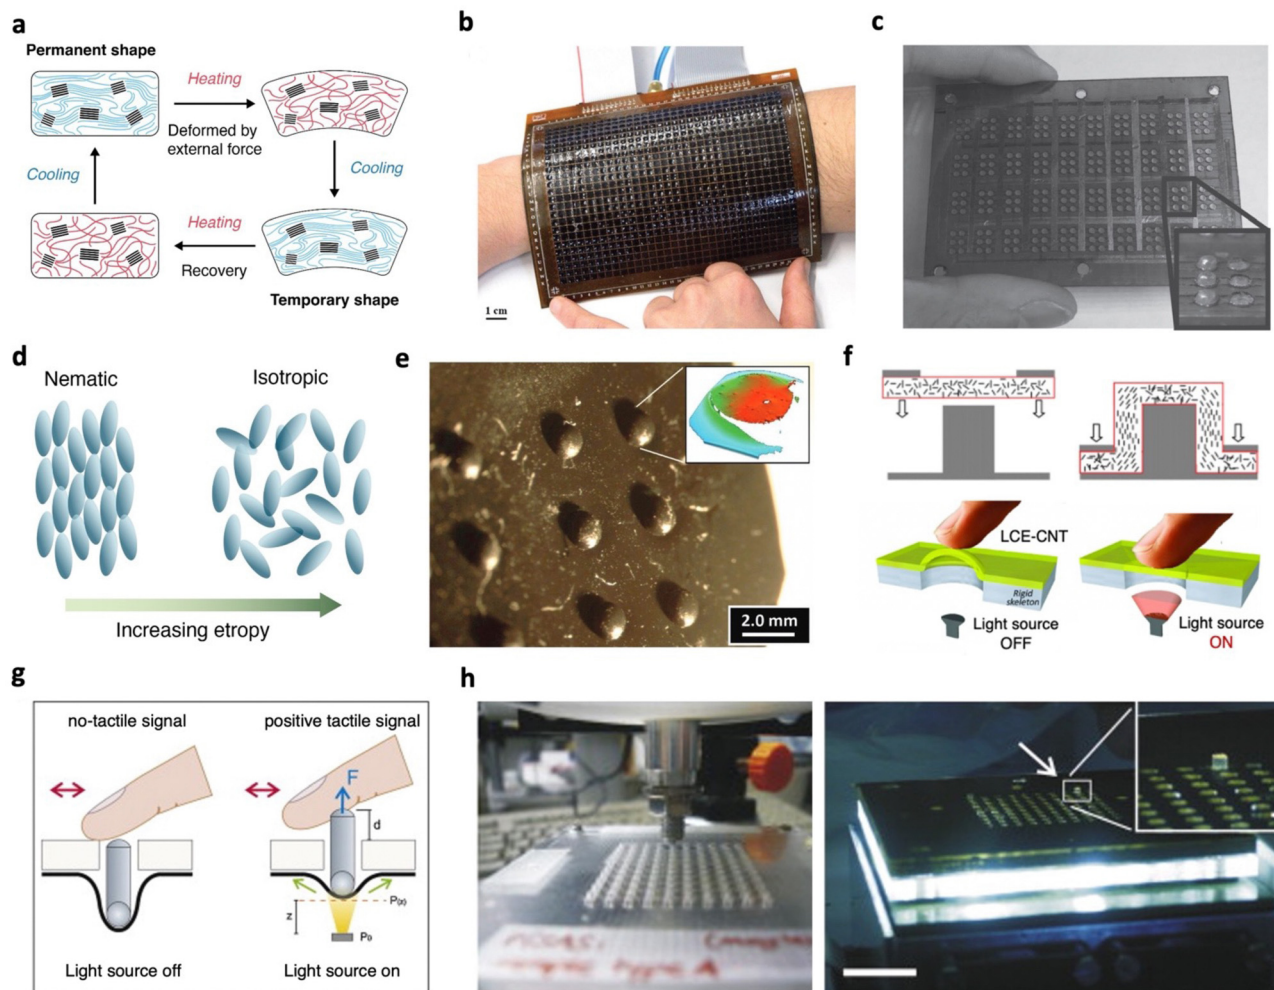 a
Permanent shape
Heating
Deformed by
external force
Cooling
Cooling
Heating
Recovery
Temporary shape
b
1 cm
c
d
Nematic
Isotropic
Increasing etropy
e
2.0 mm
f
LCE-CNT
Rigid
skeleton
Light source
OFF
Light source
ON
g
no-tactile signal
positive tactile signal
F
d
z
P(z)
P0
Light source off
Light source on
h
type A